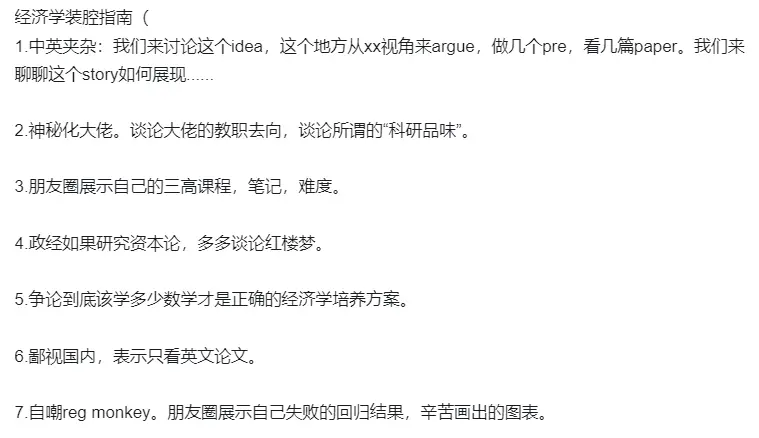 经济学装腔指南（
1.中英夹杂：我们来讨论这个idea，这个地方从xx视角来argue，做几个pre，看几篇paper。我们来
聊聊这个story如何展现......
2.神秘化大佬。谈论大佬的教职去向，谈论所谓的“科研品味”。
3.朋友圈展示自己的三高课程，笔记，难度。
4.政经如果研究资本论，多多谈论红楼梦。
5.争论到底该学多少数学才是正确的经济学培养方案。
6.鄙视国内，表示只看英文论文。
7.自嘲reg monkey。朋友圈展示自己失败的回归结果，辛苦画出的图表。